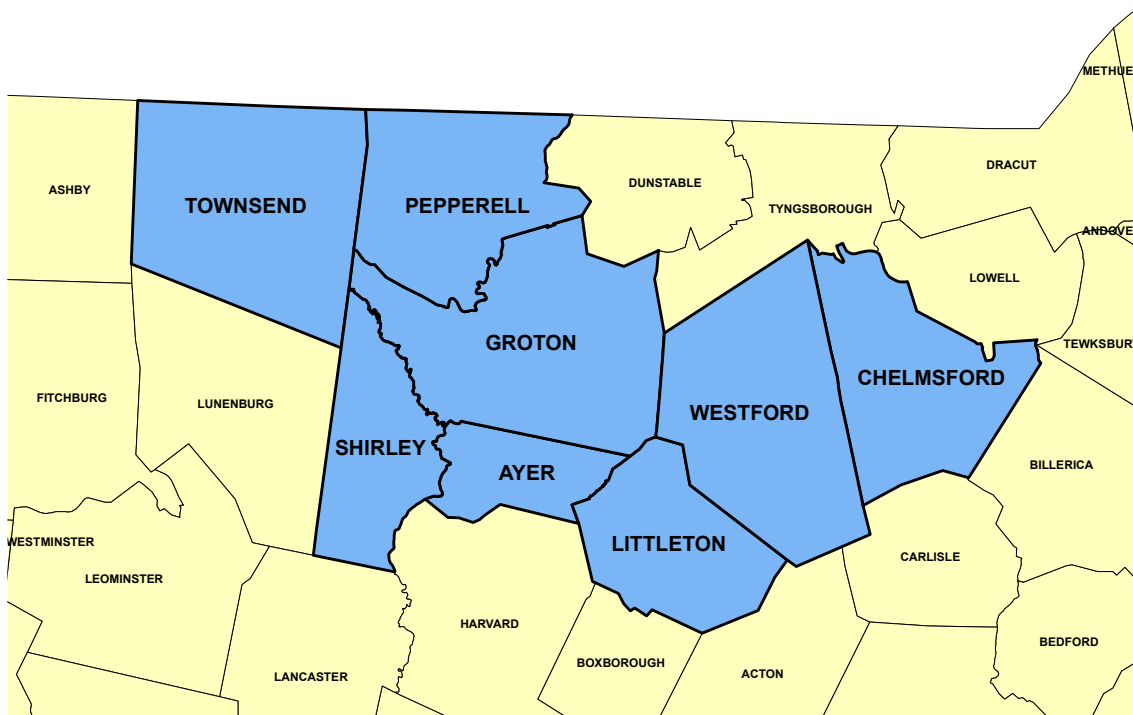 METHUE
DRACUT
ASHBY
DUNSTABLE
TOWNSEND
PEPPERELL
TYNGSBOROUGH
ANDOVE
LOWELL
GROTON
TEWKSBUR
CHELMSFORD
FITCHBURG
LUNENBURG
WESTFORD
SHIRLEY
AYER
BILLERICA
WESTMINSTER
LITTLETON
CARLISLE
LEOMINSTER
HARVARD
BEDFORD
BOXBOROUGH
ACTON
LANCASTER